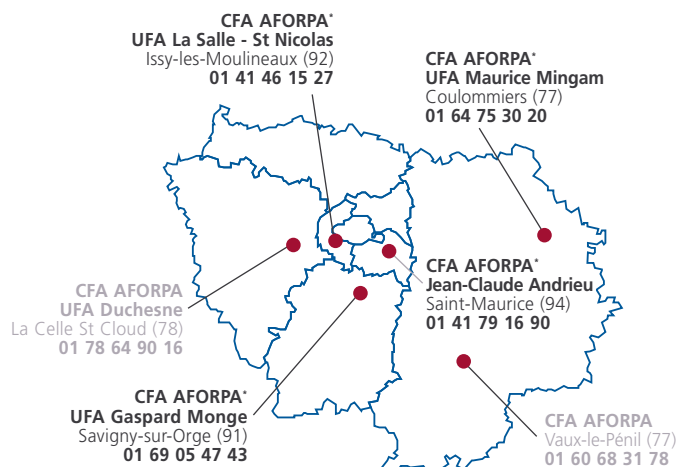 CFA AFORPA*
UFA La Salle - St Nicolas
Issy-les-Moulineaux (92)
01 41 46 15 27
CFA AFORPA*
UFA Maurice Mingam
Coulommiers (77)
01 64 75 30 20
CFA AFORPA*
Jean-Claude Andrieu
Saint-Maurice (94)
01 41 79 16 90
CFA AFORPA
UFA Duchesne
La Celle St Cloud (78)
01 78 64 90 16
CFA AFORPA*
UFA Gaspard Monge
Savigny-sur-Orge (91)
01 69 05 47 43
CFA AFORPA
Vaux-le-Pénil (77)
01 60 68 31 78